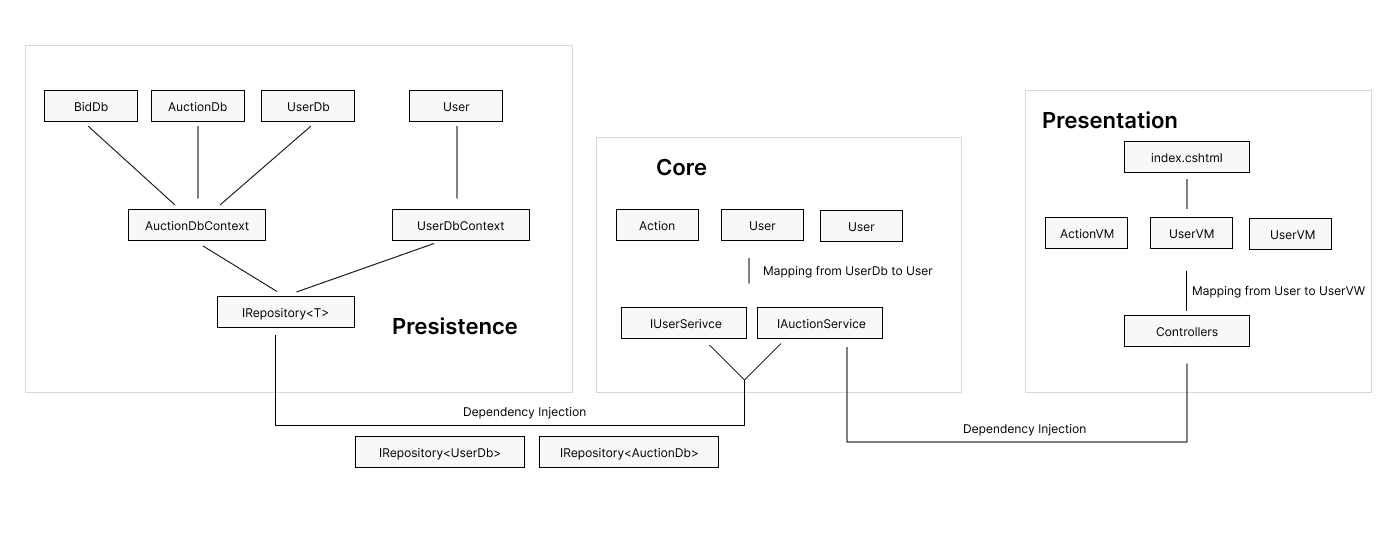 BidDb
AuctionDb
UserDb
User
AuctionDbContext
UserDbContext
IRepository<T>
Presistence
Core
Action
User
User
Mapping from UserDb to User
IUserSerivce
IAuctionService
Dependency Injection
IRepository<UserDb>
IRepository<AuctionDb>
Presentation
index.cshtml
ActionVM
UserVM
UserVM
Mapping from User to UserVW
Controllers
Dependency Injection